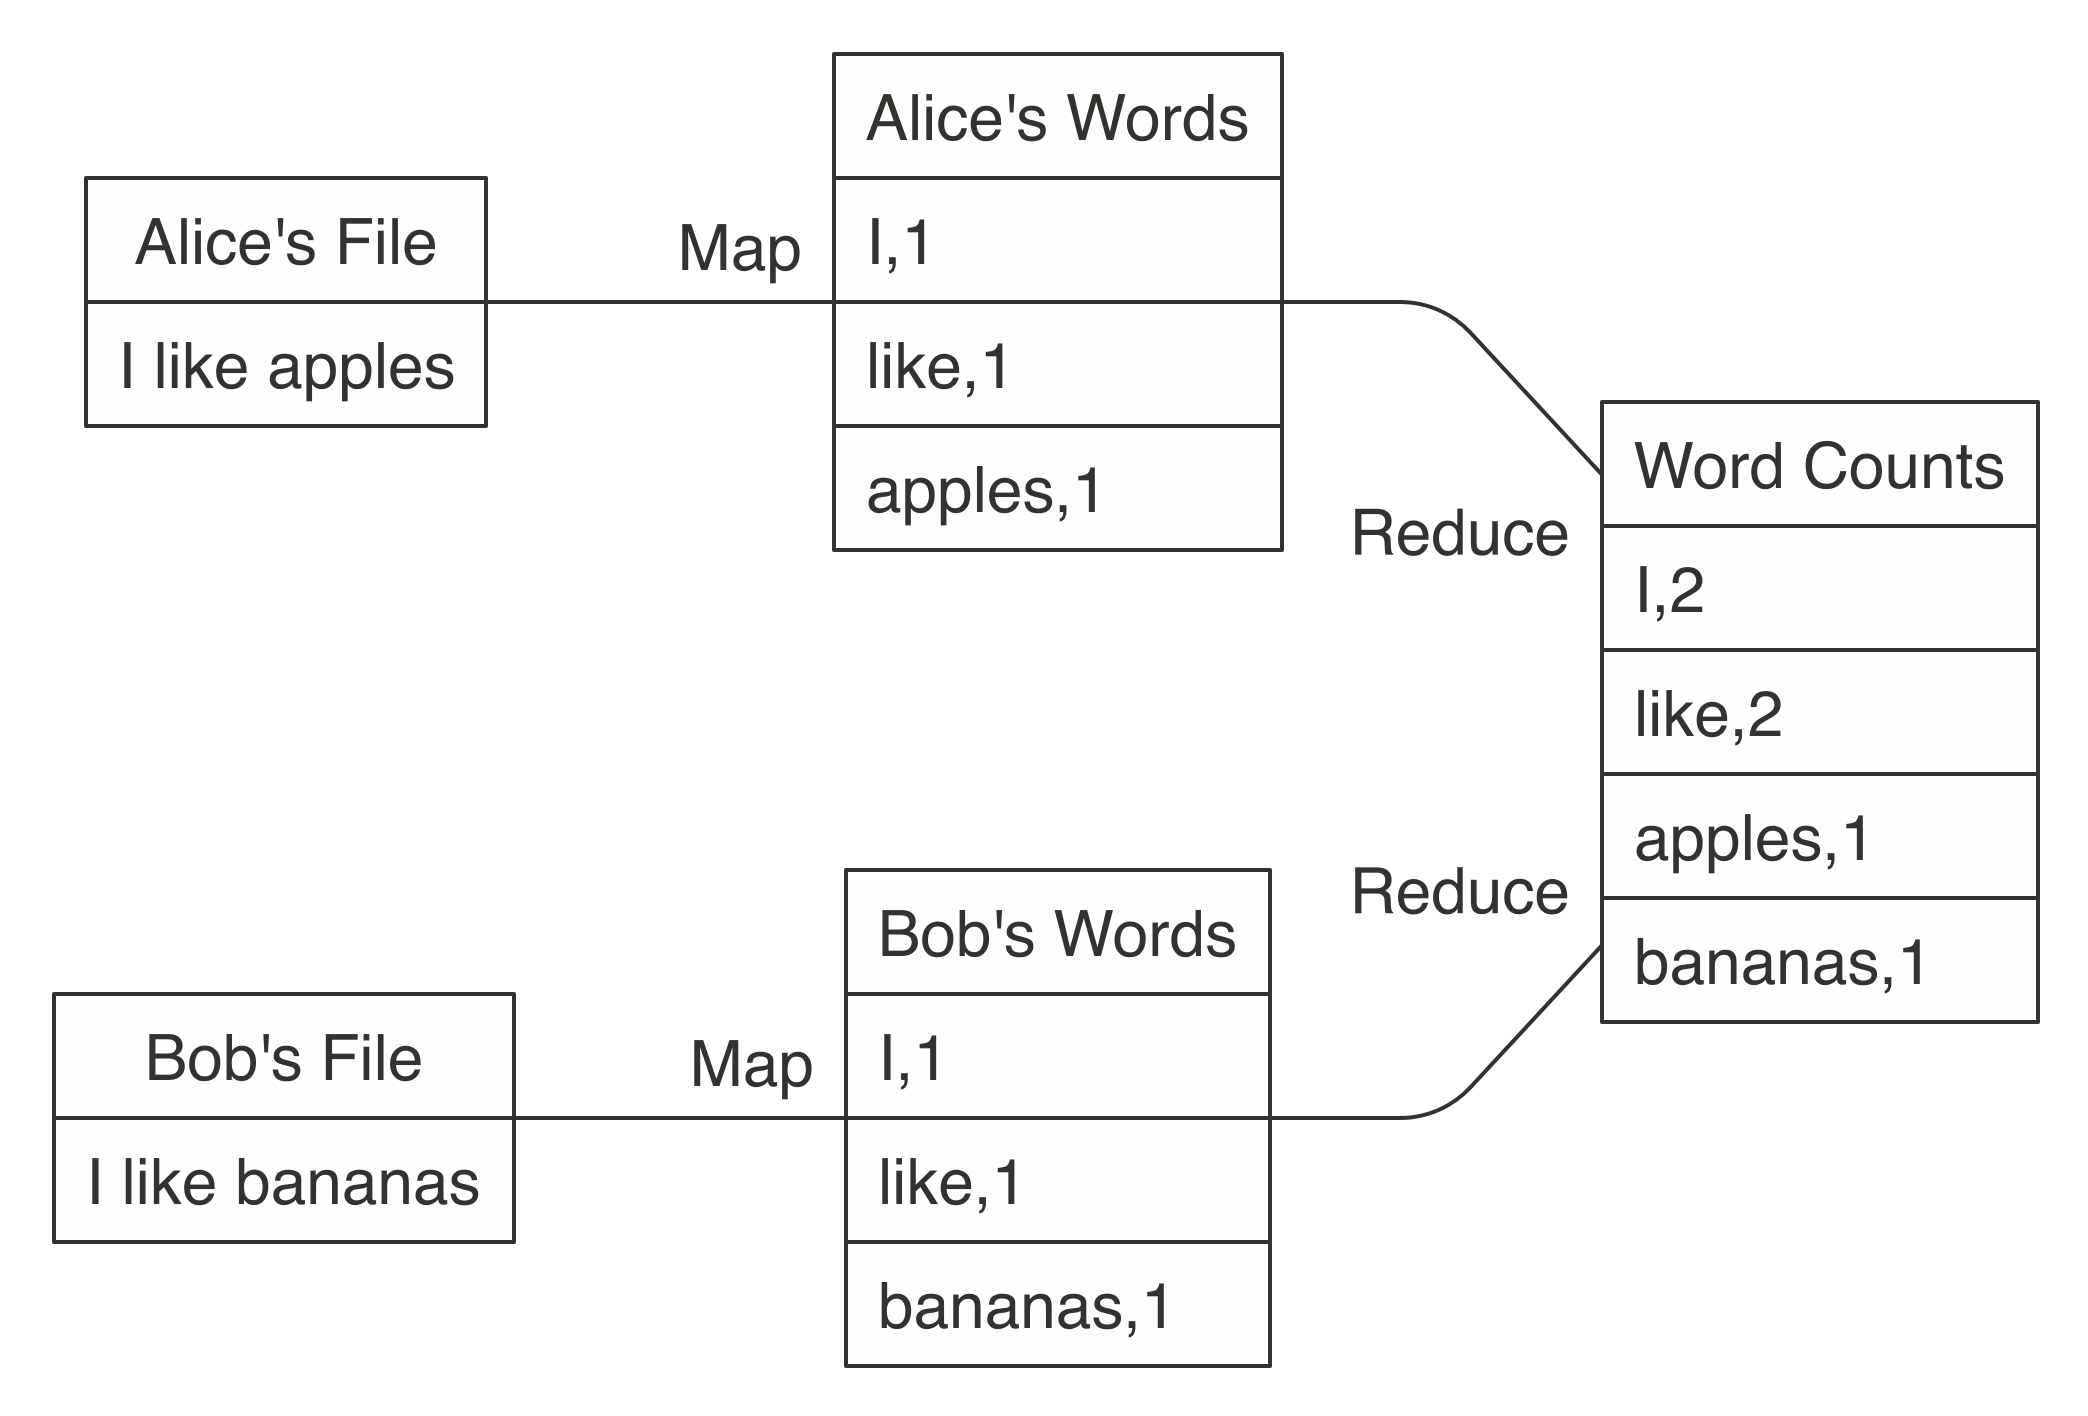 Alice's File
I like apples
Map
Alice's Words
I,1
like,1
apples,1
Reduce
Bob's File
I like bananas
Map
Bob's Words
I,1
like,1
bananas,1
Reduce
Word Counts
I,2
like,2
apples,1
bananas,1